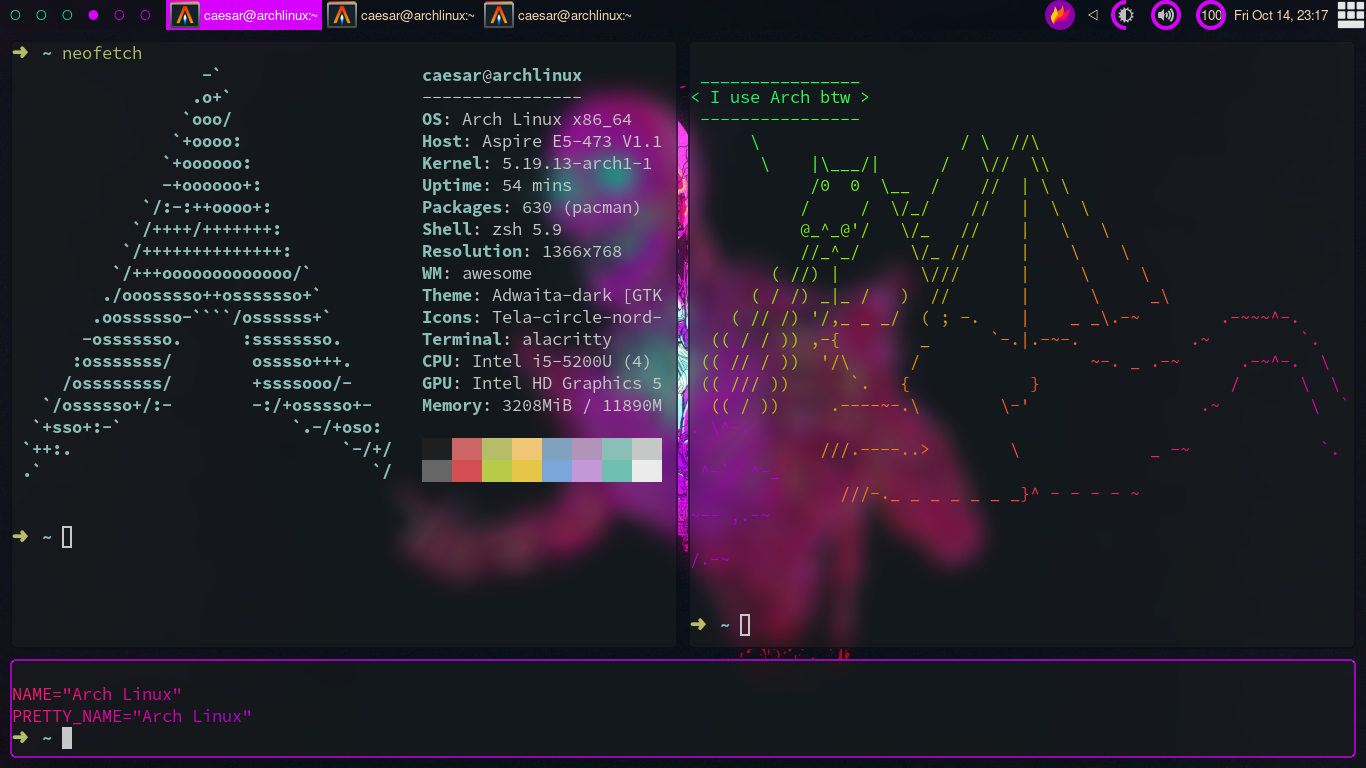 caesar@archlinux:~ caesar@archlinux:~ caesar@archlinux:~ 100 Fri Oct 14, 23:17
➜ ~ neofetch
caesar@archlinux
----------------
OS: Arch Linux x86_64
Host: Aspire E5-473 V1.1
Kernel: 5.19.13-arch1-1
Uptime: 54 mins
Packages: 630 (pacman)
Shell: zsh 5.9
Resolution: 1366x768
WM: awesome
Theme: Adwaita-dark [GTK
Icons: Tela-circle-nord-
Terminal: alacritty
CPU: Intel i5-5200U (4)
GPU: Intel HD Graphics 5
Memory: 3208MiB / 11890M
➜ ~
< I use Arch btw >
➜ ~
NAME="Arch Linux"
PRETTY_NAME="Arch Linux"
➜ ~